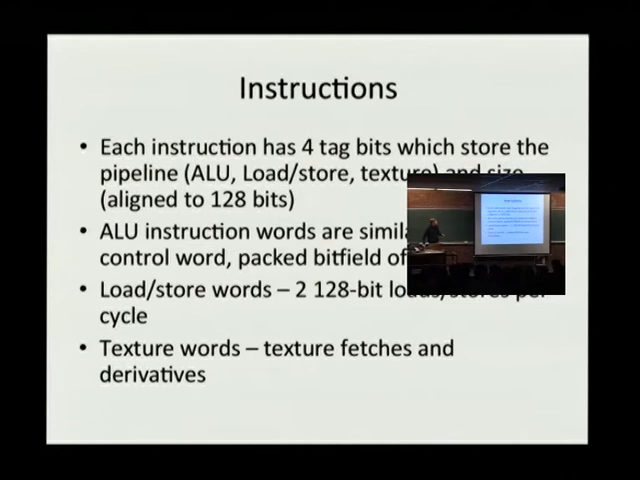 Instructions
• Each instruction has 4 tag bits which store the
pipeline (ALU, Load/store, texture) and size
(aligned to 128 bits)
• ALU instruction words are
control word, packed bitfield of
• Load/store words – 2 128-bit loads/stores per
cycle
• Texture words – texture fetches and
derivatives